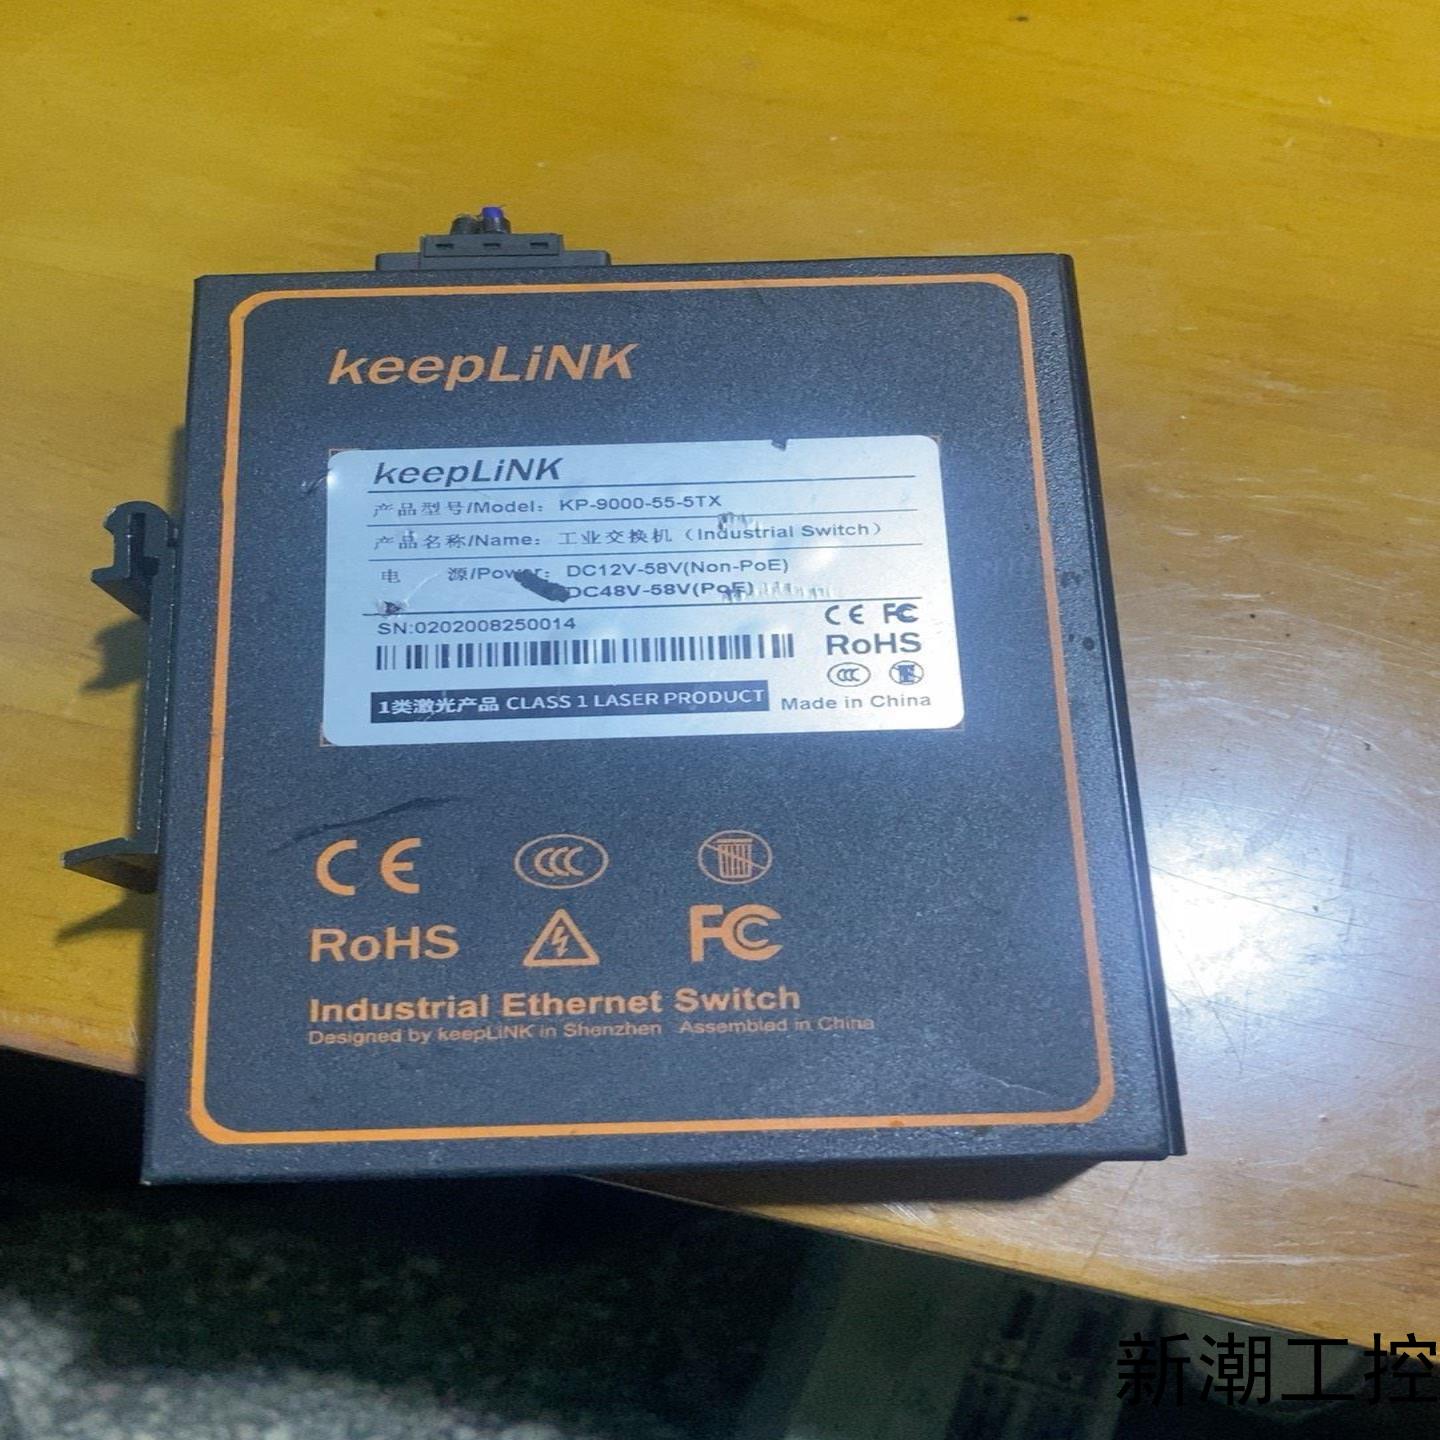 keepLiNK
keepLiNK
产品型号/Model: KP-9000-55-5TX
产品名称/Name: 工业交换机（Industrial Switch）
电 源/Power: DC12V-58V(Non-PoE)
DC48V-58V(PoE)
SN:0202008250014
CE FC
RoHS
CCC
1类激光产品 CLASS 1 LASER PRODUCT
Made in China
CE CCC
RoHS FC
Industrial Ethernet Switch
Designed by keepLiNK in Shenzhen Assembled in China
新潮工控